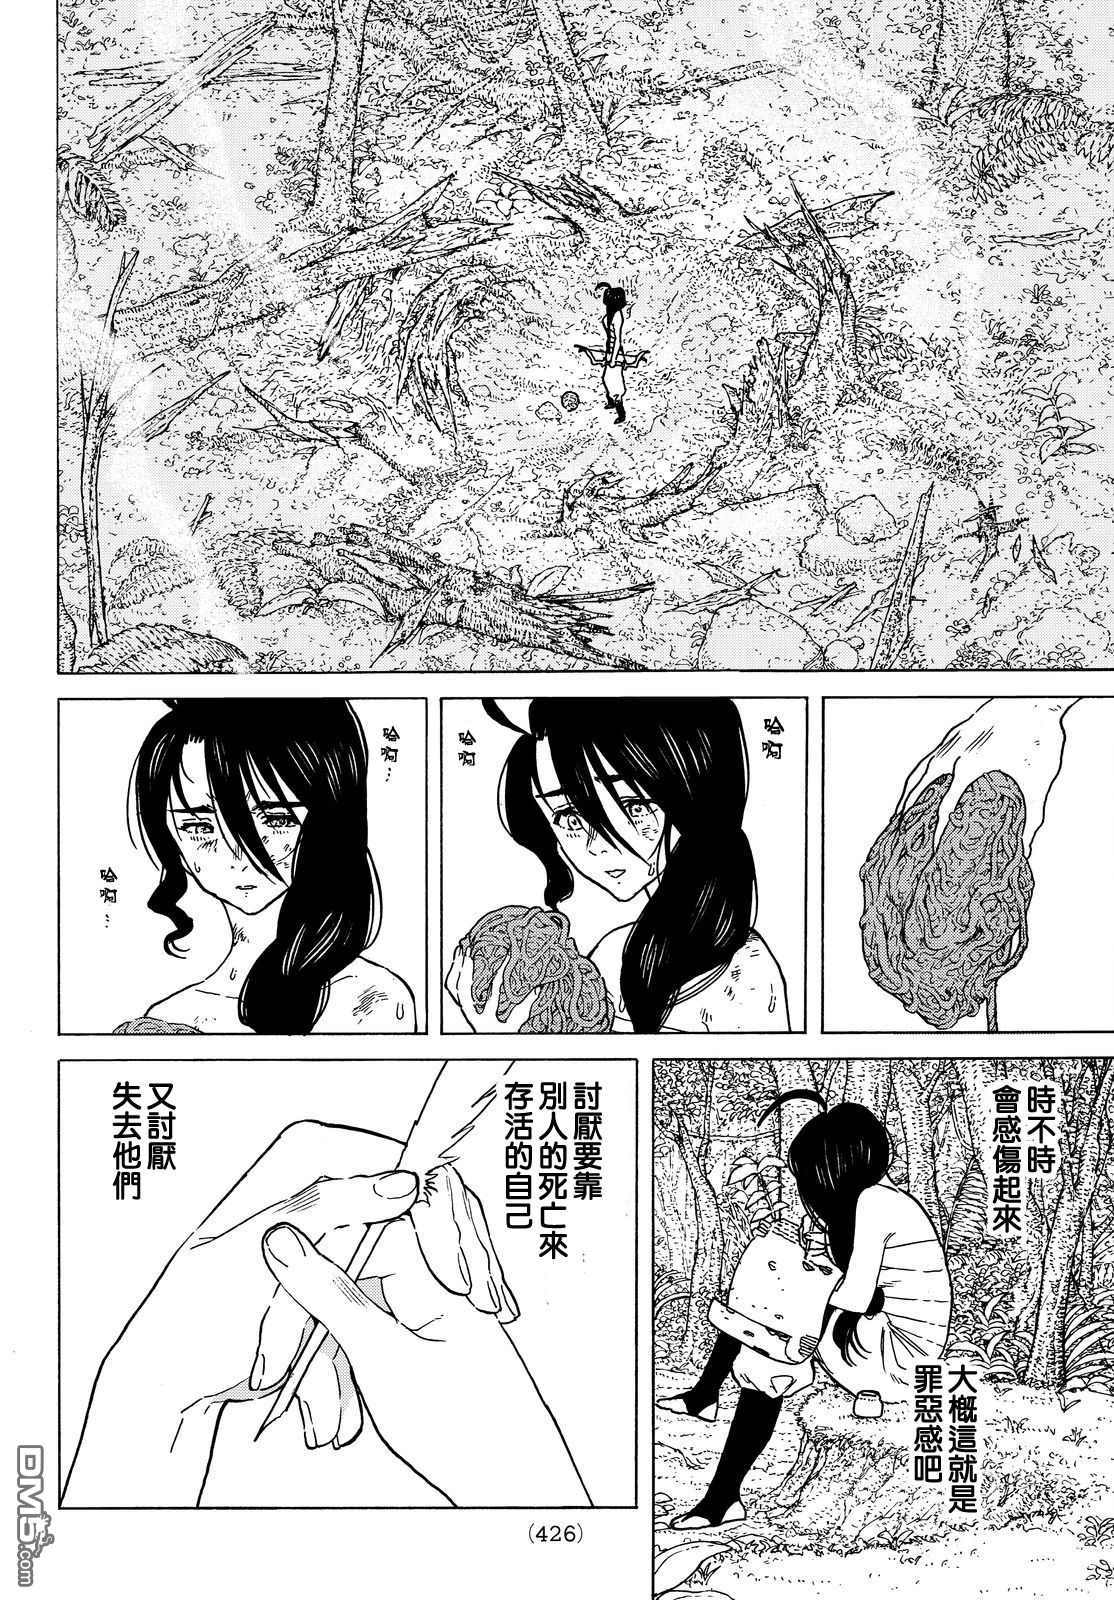 哈啊
哈啊
哈啊…
哈啊…
時不時
會感傷起來
大概這就是
罪惡感吧
討厭要靠
別人的死亡來
存活的自己
又討厭
失去他們
(426)
DM5.com